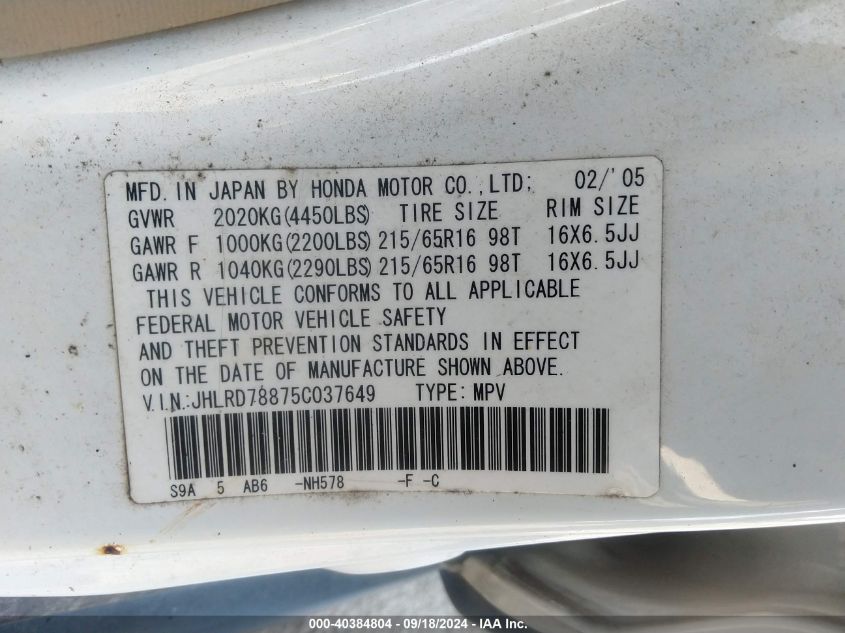 MFD. IN JAPAN BY HONDA MOTOR CO.,LTD; 02/'05
GVWR 2020KG(4450LBS) TIRE SIZE RIM SIZE
GAWR F 1000KG(2200LBS) 215/65R16 98T 16X6.5JJ
GAWR R 1040KG(2290LBS) 215/65R16 98T 16X6.5JJ
THIS VEHICLE CONFORMS TO ALL APPLICABLE
FEDERAL MOTOR VEHICLE SAFETY
AND THEFT PREVENTION STANDARDS IN EFFECT
ON THE DATE OF MANUFACTURE SHOWN ABOVE.
V.I.N.:JHLRD78875C037649 TYPE: MPV
S9A 5 AB6 -NH578 -F -C
000-40384804 - 09/18/2024 - IAA Inc.